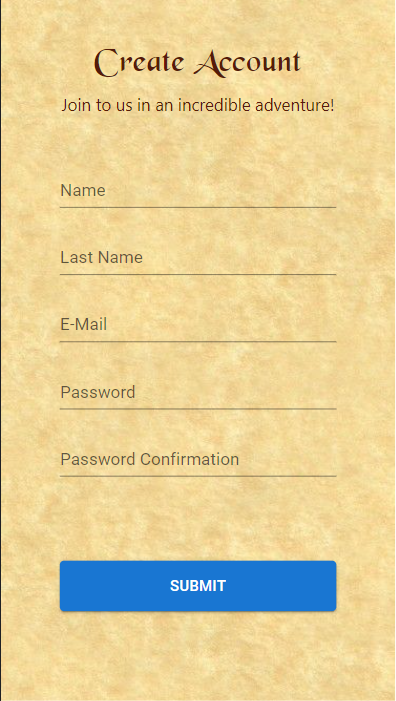 Create Account
Join to us in an incredible adventure!
Name
Last Name
E-Mail
Password
Password Confirmation
SUBMIT